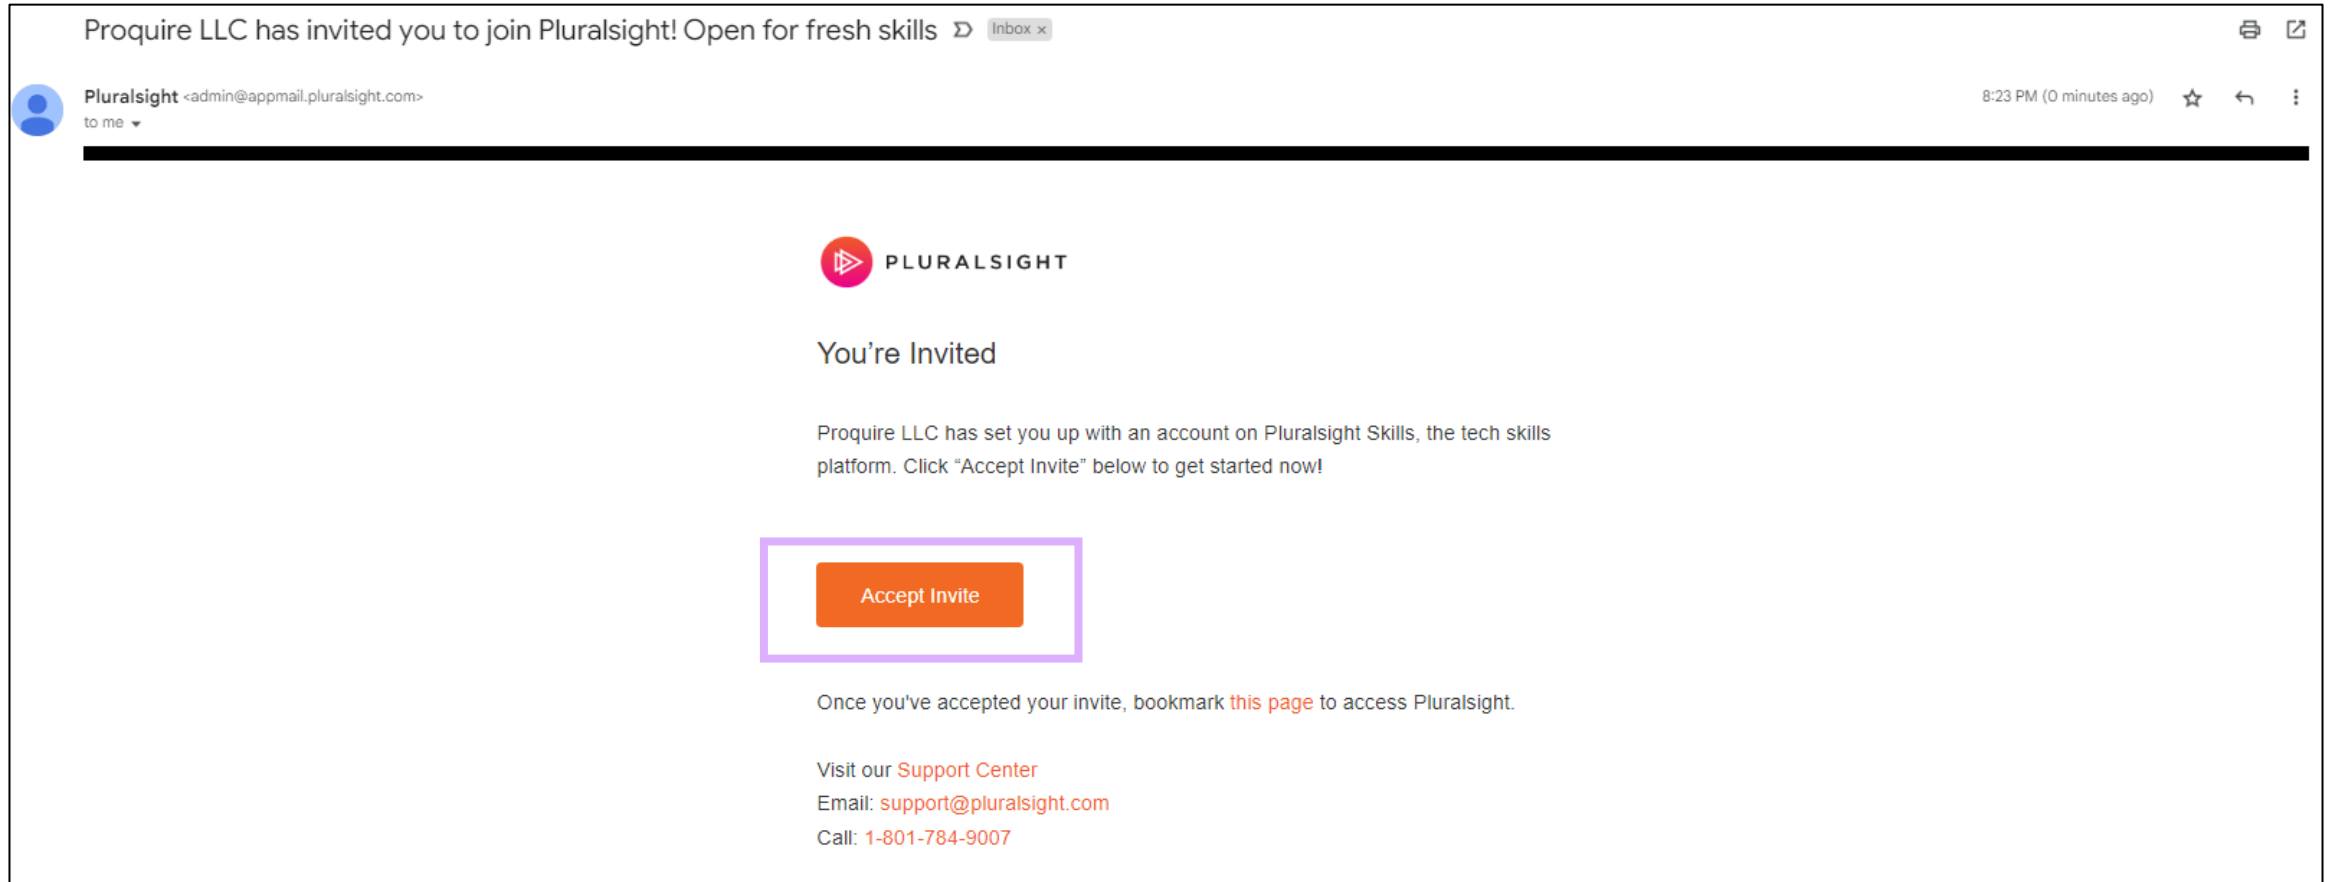 Proquire LLC has invited you to join Pluralsight! Open for fresh skills Inbox ×
Pluralsight <admin@appmail.pluralsight.com>
8:23 PM (0 minutes ago)
to me
PLURALSIGHT
You’re Invited
Proquire LLC has set you up with an account on Pluralsight Skills, the tech skills
platform. Click “Accept Invite” below to get started now!
Accept Invite
Once you've accepted your invite, bookmark this page to access Pluralsight.
Visit our Support Center
Email: support@pluralsight.com
Call: 1-801-784-9007